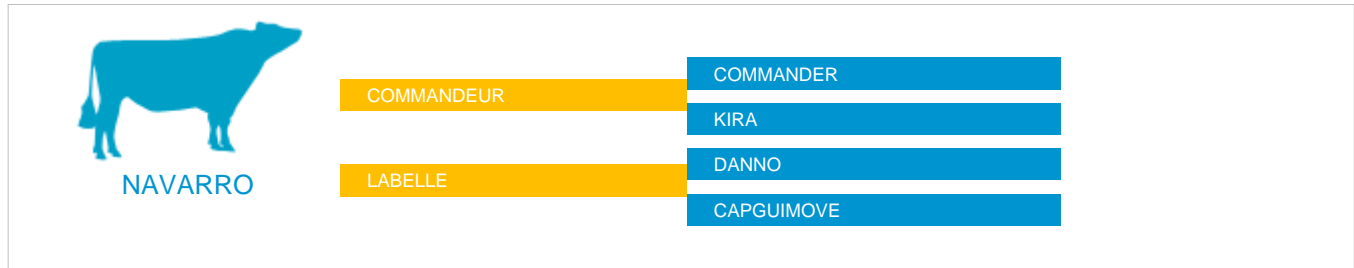 NAVARRO
COMMANDEUR
LABELLE
COMMANDER
KIRA
DANNO
CAPGUIMOVE